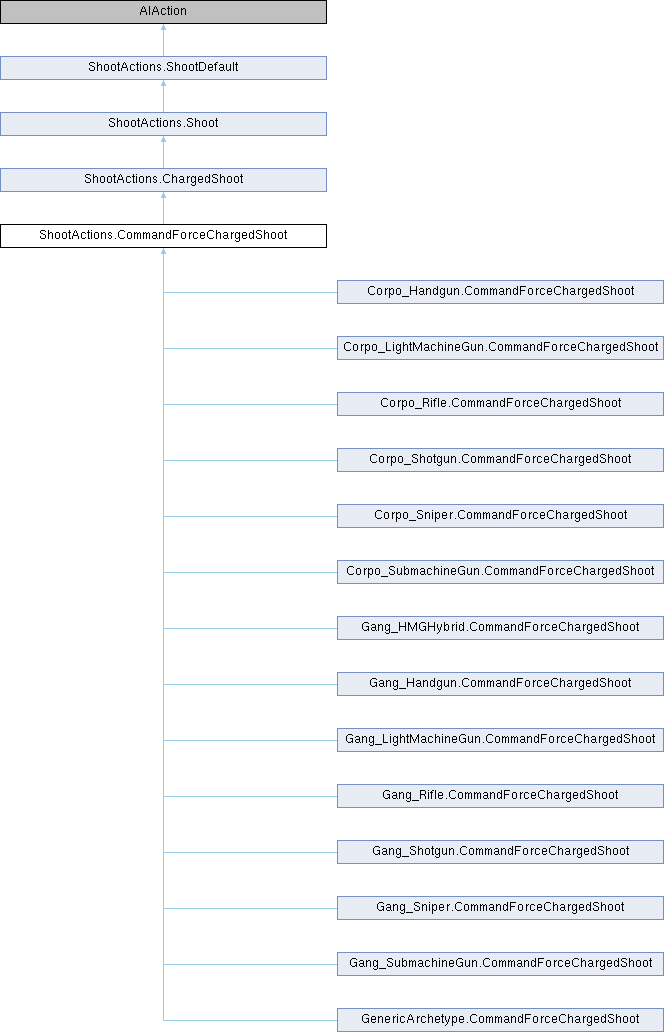 AIAction
ShootActions.ShootDefault
ShootActions.Shoot
ShootActions.ChargedShoot
ShootActions.CommandForceChargedShoot
Corpo_Handgun.CommandForceChargedShoot
Corpo_LightMachineGun.CommandForceChargedShoot
Corpo_Rifle.CommandForceChargedShoot
Corpo_Shotgun.CommandForceChargedShoot
Corpo_Sniper.CommandForceChargedShoot
Corpo_SubmachineGun.CommandForceChargedShoot
Gang_HMGHybrid.CommandForceChargedShoot
Gang_Handgun.CommandForceChargedShoot
Gang_LightMachineGun.CommandForceChargedShoot
Gang_Rifle.CommandForceChargedShoot
Gang_Shotgun.CommandForceChargedShoot
Gang_Sniper.CommandForceChargedShoot
Gang_SubmachineGun.CommandForceChargedShoot
GenericArchetype.CommandForceChargedShoot